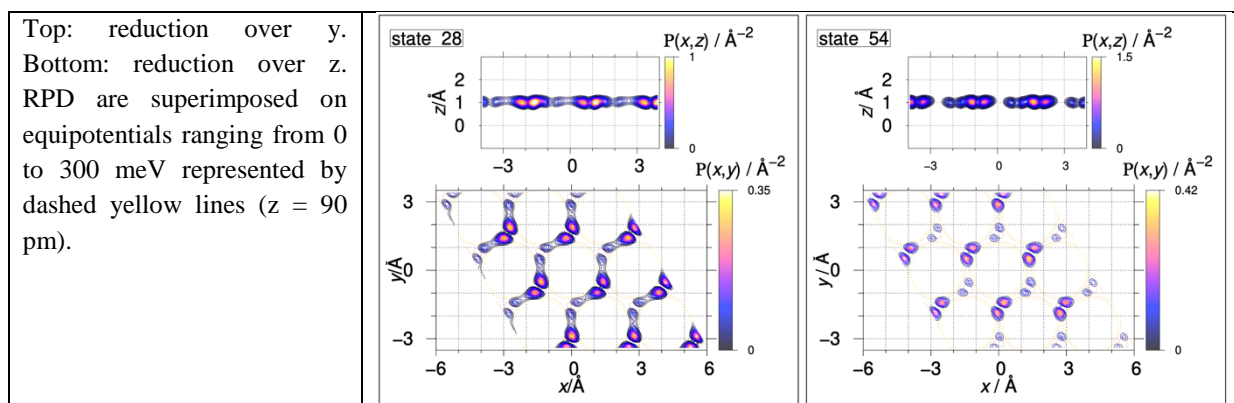 Top: reduction over y.
Bottom: reduction over z.
RPD are superimposed on
equipotentials ranging from 0
to 300 meV represented by
dashed yellow lines (z = 90
pm).
state 28
P(x,z) / Å⁻²
1
0
z/Å
2
1
0
−3
0
3
P(x,y) / Å⁻²
0.35
0
y/Å
3
0
−3
−6
−3
0
3
6
x/Å
state 54
P(x,z) / Å⁻²
1.5
0
z/ Å
2
1
0
−3
0
3
P(x,y) / Å⁻²
0.42
0
y / Å
3
0
−3
−6
−3
0
3
6
x / Å